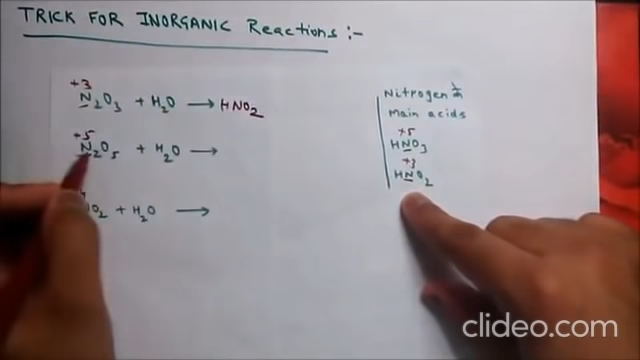 TRICK FOR INORGANIC Reactions :-
+3
N₂O₃ + H₂O → HNO₂
+5
N₂O₅ + H₂O →
O₂ + H₂O →
Nitrogen
Main acids
+5
HNO₃
+3
HNO₂
clideo.com